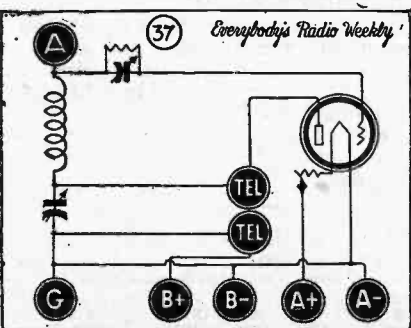 A 37 Everybody's Radio Weekly
TEL
TEL
G B+ B- A+ A-